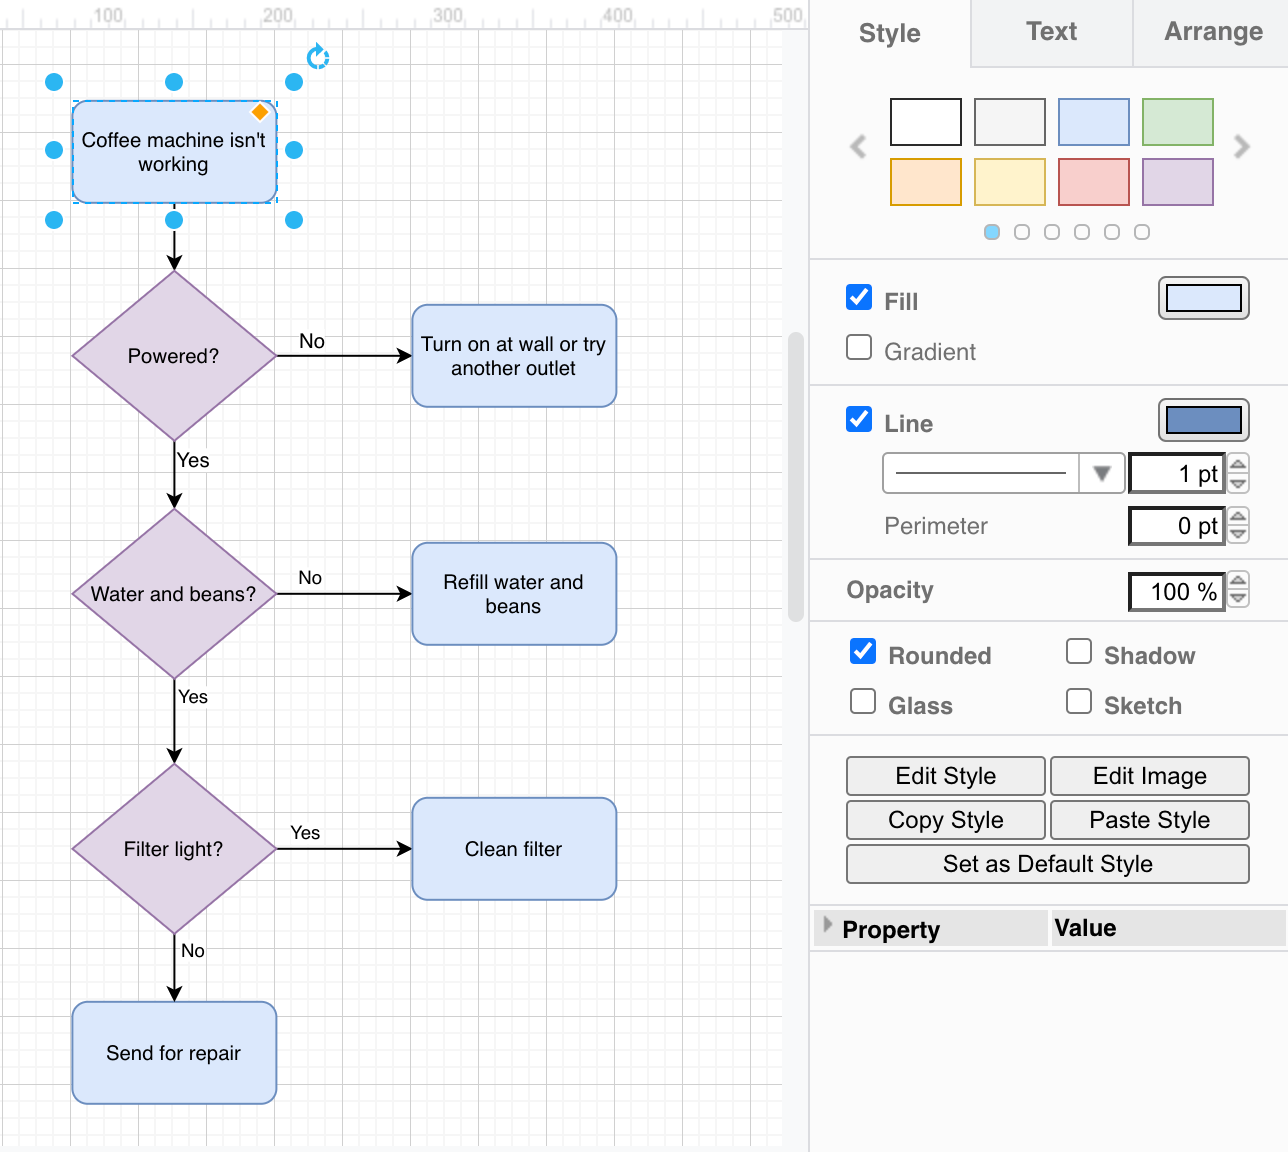 100
200
300
400
500
Style
Text
Arrange
Coffee machine isn't
working
Powered?
No
Turn on at wall or try
another outlet
Yes
Water and beans?
No
Refill water and
beans
Yes
Filter light?
Yes
Clean filter
No
Send for repair
Fill
Gradient
Line
1 pt
Perimeter
0 pt
Opacity
100 %
Rounded
Shadow
Glass
Sketch
Edit Style
Edit Image
Copy Style
Paste Style
Set as Default Style
Property
Value